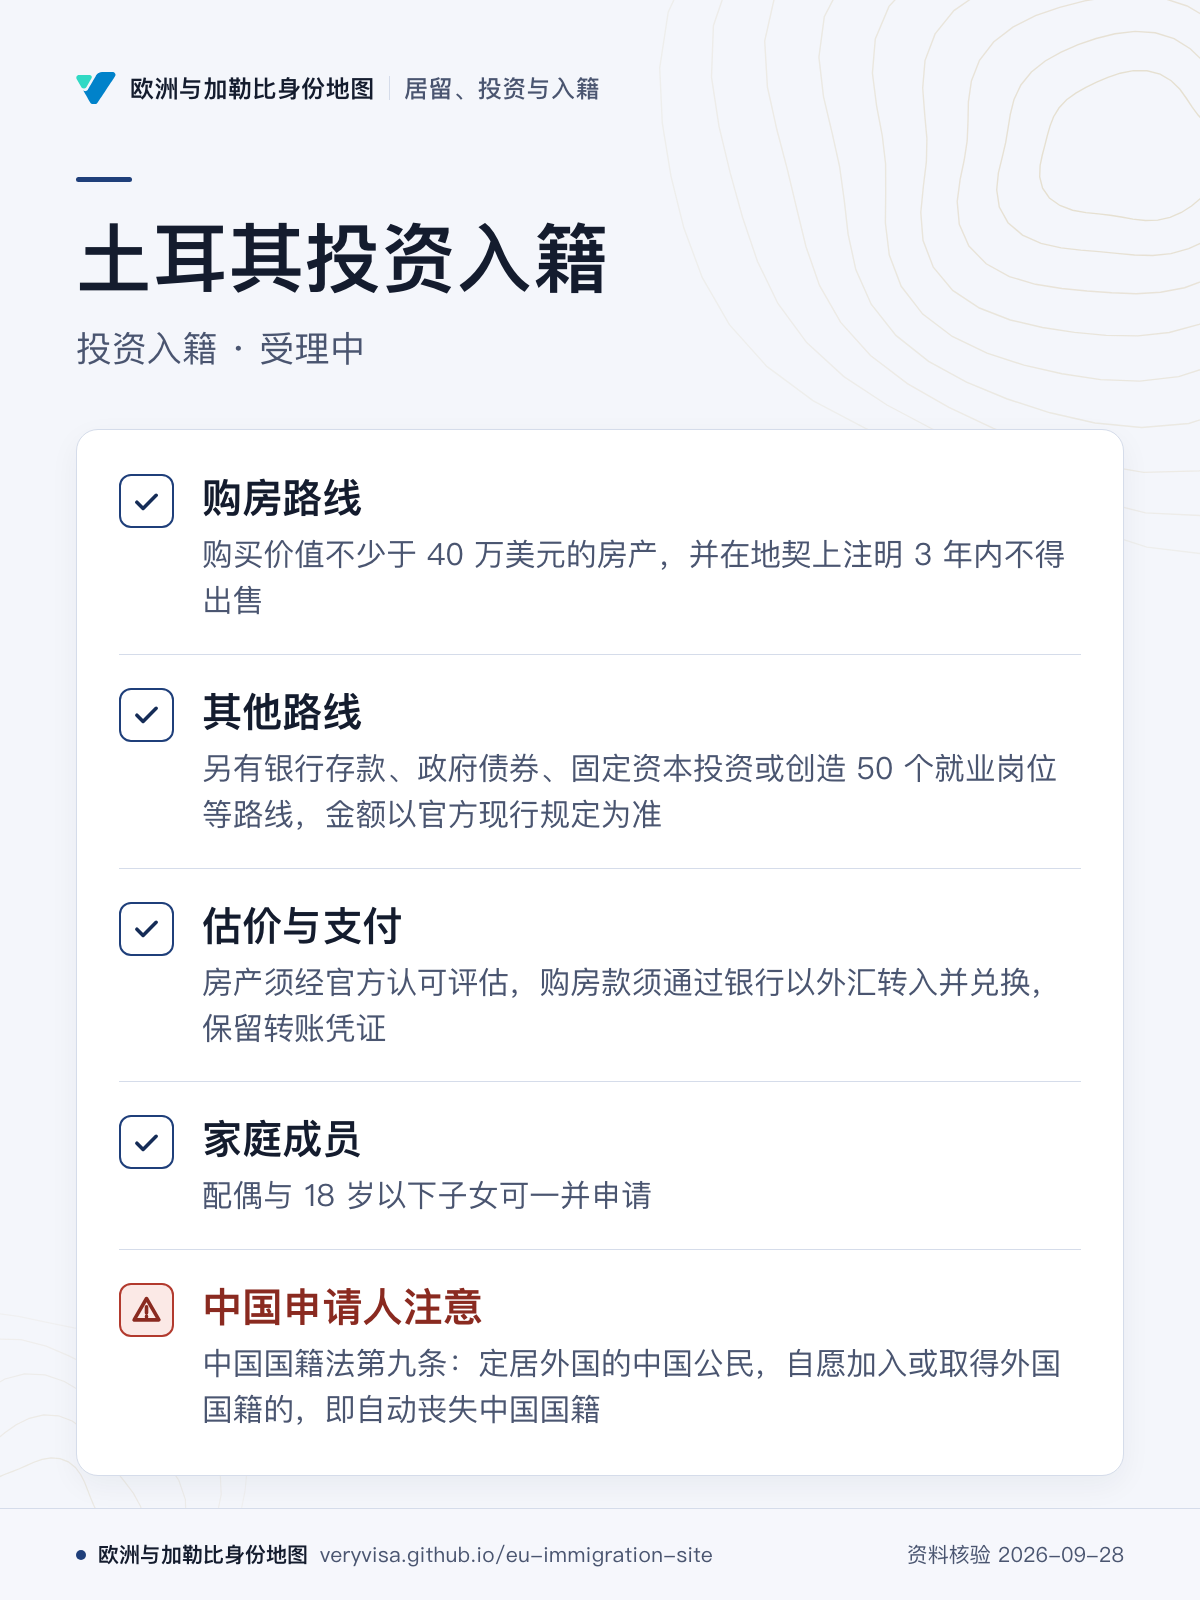 欧洲与加勒比身份地图 居留、投资与入籍
土耳其投资入籍
投资入籍 · 受理中
购房路线
购买价值不少于 40 万美元的房产，并在地契上注明 3 年内不得
出售
其他路线
另有银行存款、政府债券、固定资本投资或创造 50 个就业岗位
等路线，金额以官方现行规定为准
估价与支付
房产须经官方认可评估，购房款须通过银行以外汇转入并兑换，
保留转账凭证
家庭成员
配偶与 18 岁以下子女可一并申请
中国申请人注意
中国国籍法第九条：定居外国的中国公民，自愿加入或取得外国
国籍的，即自动丧失中国国籍
欧洲与加勒比身份地图 veryvisa.github.io/eu-immigration-site 资料核验 2026-09-28